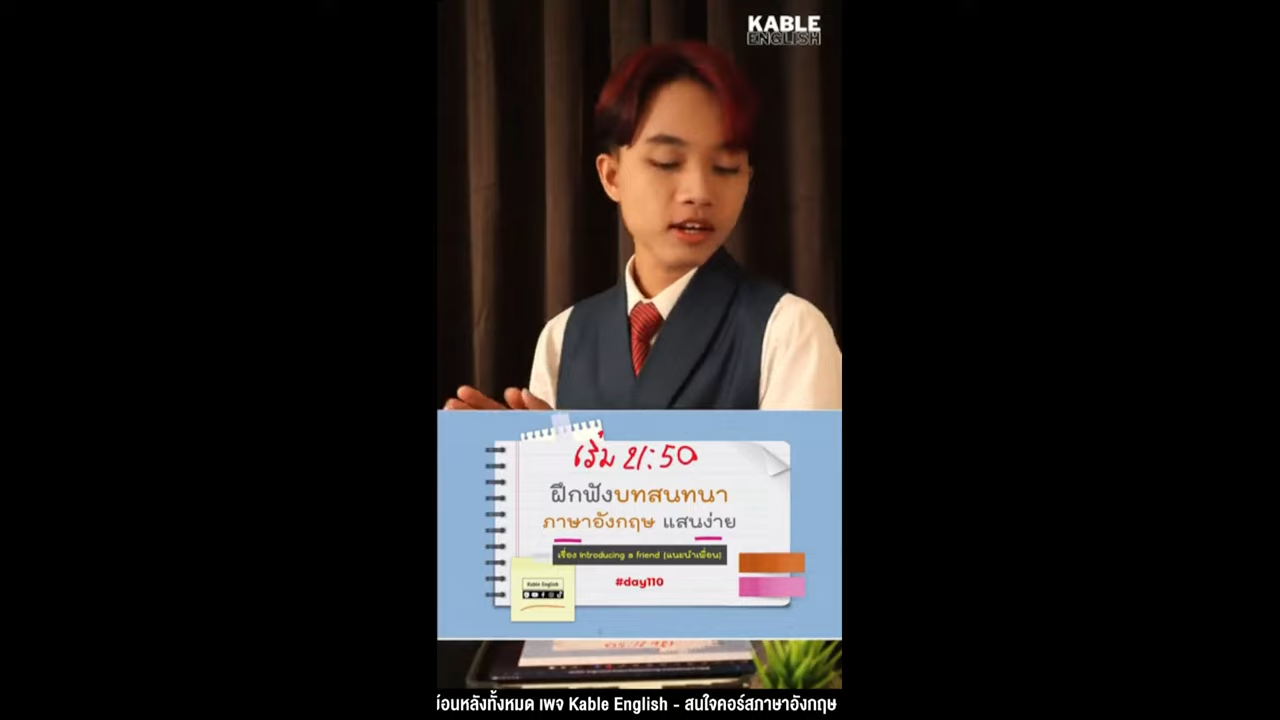 KABLE
ENGLISH
เริ่ม 21:50
ฝึกฟังบทสนทนา
ภาษาอังกฤษ แสนง่าย
เรื่อง Introducing a friend (แนะนำเพื่อน)
#day110
Kable English
ย้อนหลังทั้งหมด เพจ Kable English - สนใจคอร์สภาษาอังกฤษ